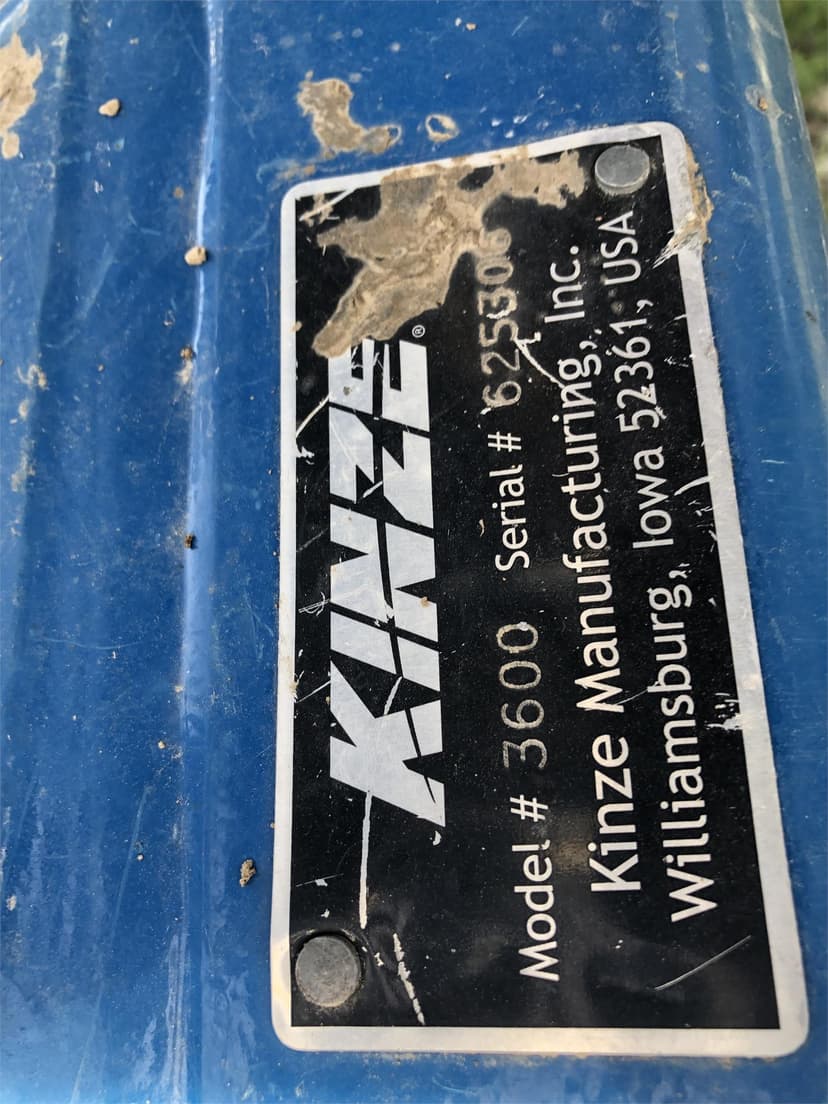 KINZE®
Model # 3600 Serial # 625306
Kinze Manufacturing, Inc.
Williamsburg, Iowa 52361, USA